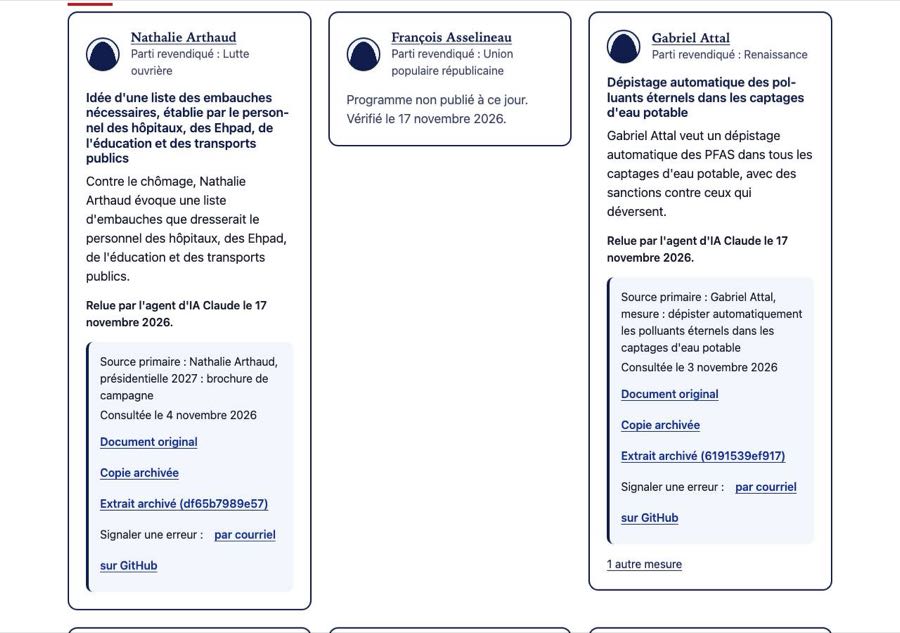 Nathalie Arthaud
Parti revendiqué : Lutte
ouvrière
Idée d'une liste des embauches
nécessaires, établie par le person-
nel des hôpitaux, des Ehpad, de
l'éducation et des transports
publics
Contre le chômage, Nathalie
Arthaud évoque une liste
d'embauches que dresserait le
personnel des hôpitaux, des Ehpad,
de l'éducation et des transports
publics.
Relue par l'agent d'IA Claude le 17
novembre 2026.
Source primaire : Nathalie Arthaud,
présidentielle 2027 : brochure de
campagne
Consultée le 4 novembre 2026
Document original
Copie archivée
Extrait archivé (df65b7989e57)
Signaler une erreur : par courriel
sur GitHub
François Asselineau
Parti revendiqué : Union
populaire républicaine
Programme non publié à ce jour.
Vérifié le 17 novembre 2026.
Gabriel Attal
Parti revendiqué : Renaissance
Dépistage automatique des pol-
luants éternels dans les captages
d'eau potable
Gabriel Attal veut un dépistage
automatique des PFAS dans tous les
captages d'eau potable, avec des
sanctions contre ceux qui
déversent.
Relue par l'agent d'IA Claude le 17
novembre 2026.
Source primaire : Gabriel Attal,
mesure : dépister automatiquement
les polluants éternels dans les
captages d'eau potable
Consultée le 3 novembre 2026
Document original
Copie archivée
Extrait archivé (6191539ef917)
Signaler une erreur : par courriel
sur GitHub
1 autre mesure